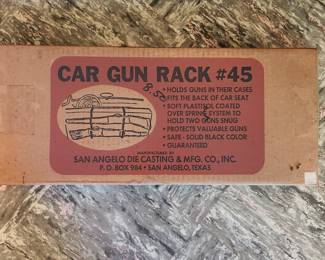 CAR GUN RACK #45
8.50
• HOLDS GUNS IN THEIR CASES
• FITS THE BACK OF CAR SEAT
• SOFT PLASTISOL COATED
OVER SPRING SYSTEM TO
HOLD TWO GUNS SNUG
• PROTECTS VALUABLE GUNS
• SAFE - SOLID BLACK COLOR
• GUARANTEED
MANUFACTURED BY
SAN ANGELO DIE CASTING & MFG. CO., INC.
P. O. BOX 984 • SAN ANGELO, TEXAS